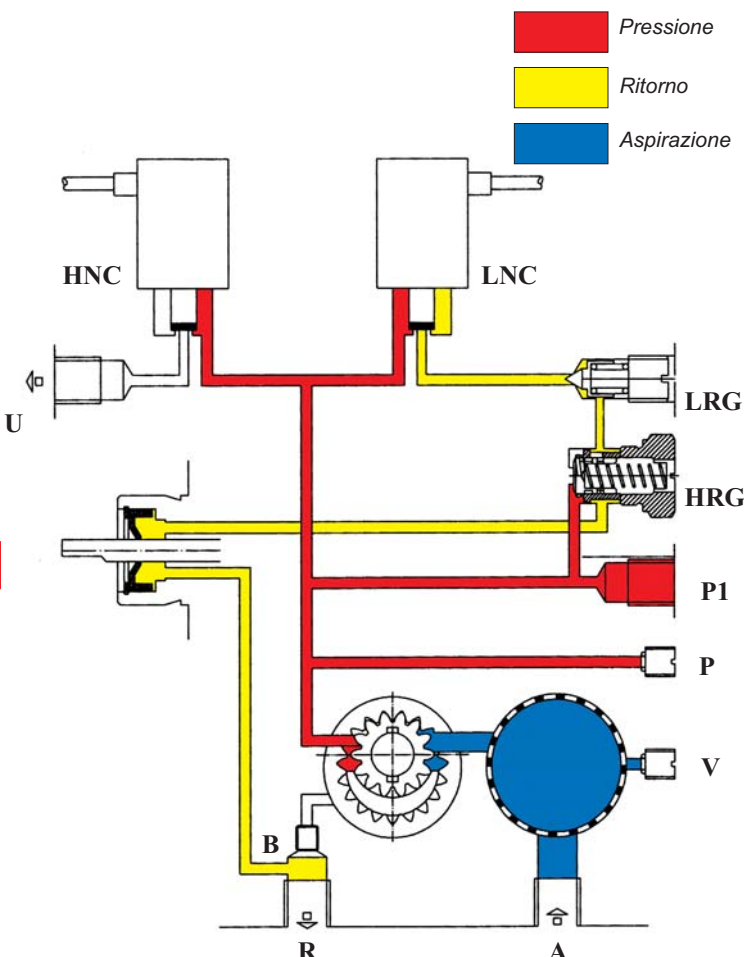 Pressione
Ritorno
Aspirazione
HNC
LNC
U
LRG
HRG
P1
P
V
B
R
A